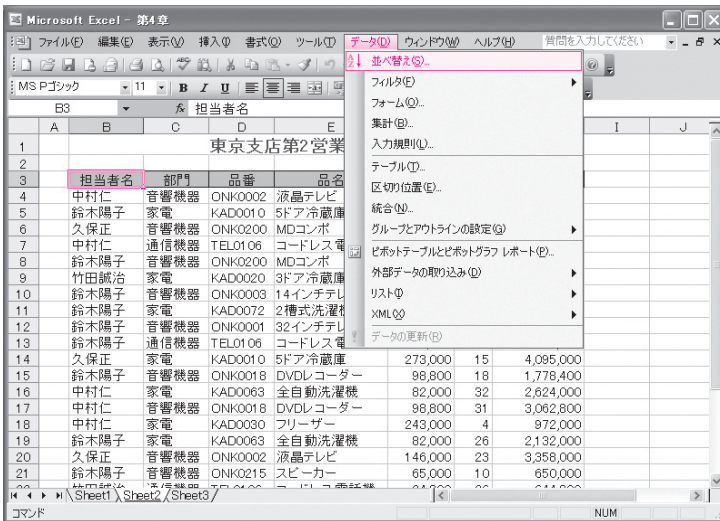 Microsoft Excel - 第4章
ファイル(F) 編集(E) 表示(V) 挿入(I) 書式(O) ツール(T) データ(D) ウィンドウ(W) ヘルプ(H) 質問を入力してください
MS Pゴシック 11 B I U
B3 fx 担当者名
並べ替え(S)...
フィルタ(F)
フォーム(O)...
集計(B)...
入力規則(L)...
テーブル(T)...
区切り位置(E)...
統合(N)...
グループとアウトラインの設定(G)
ピボットテーブルとピボットグラフ レポート(P)...
外部データの取り込み(D)
リスト(I)
XML(X)
データの更新(R)
A B C D E I J
1 東京支店第2営業
2
3 担当者名 部門 品番 品名
4 中村仁 音響機器 ONK0002 液晶テレビ
5 鈴木陽子 家電 KAD0010 5ドア冷蔵庫
6 久保正 音響機器 ONK0200 MDコンポ
7 中村仁 通信機器 TEL0106 コードレス電
8 鈴木陽子 音響機器 ONK0200 MDコンポ
9 竹田誠治 家電 KAD0020 3ドア冷蔵庫
10 鈴木陽子 音響機器 ONK0003 14インチテレ
11 鈴木陽子 家電 KAD0072 2槽式洗濯機
12 鈴木陽子 音響機器 ONK0001 32インチテレ
13 鈴木陽子 通信機器 TEL0106 コードレス電
14 久保正 家電 KAD0010 5ドア冷蔵庫 273,000 15 4,095,000
15 鈴木陽子 音響機器 ONK0018 DVDレコーダー 98,800 18 1,778,400
16 中村仁 家電 KAD0063 全自動洗濯機 82,000 32 2,624,000
17 中村仁 音響機器 ONK0018 DVDレコーダー 98,800 31 3,062,800
18 中村仁 家電 KAD0030 フリーザー 243,000 4 972,000
19 鈴木陽子 家電 KAD0063 全自動洗濯機 82,000 26 2,132,000
20 久保正 音響機器 ONK0002 液晶テレビ 146,000 23 3,358,000
21 鈴木陽子 音響機器 ONK0215 スピーカー 65,000 10 650,000
Sheet1 Sheet2 Sheet3
コマンド NUM